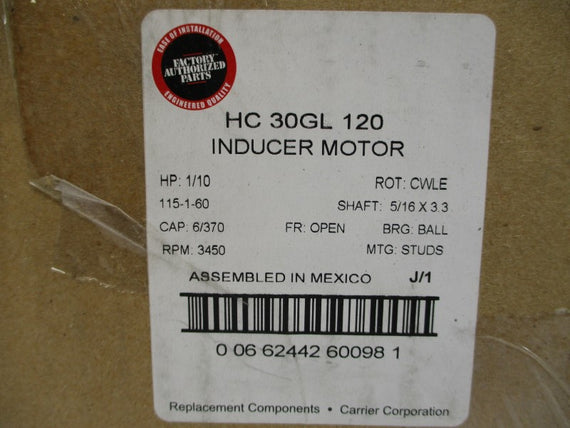 EASE OF INSTALLATION
FACTORY
AUTHORIZED
PARTS
ENGINEERED QUALITY
HC 30GL 120
INDUCER MOTOR
HP: 1/10 ROT: CWLE
115-1-60 SHAFT: 5/16 X 3.3
CAP: 6/370 FR: OPEN BRG: BALL
RPM: 3450 MTG: STUDS
ASSEMBLED IN MEXICO J/1
0 06 62442 60098 1
Replacement Components • Carrier Corporation